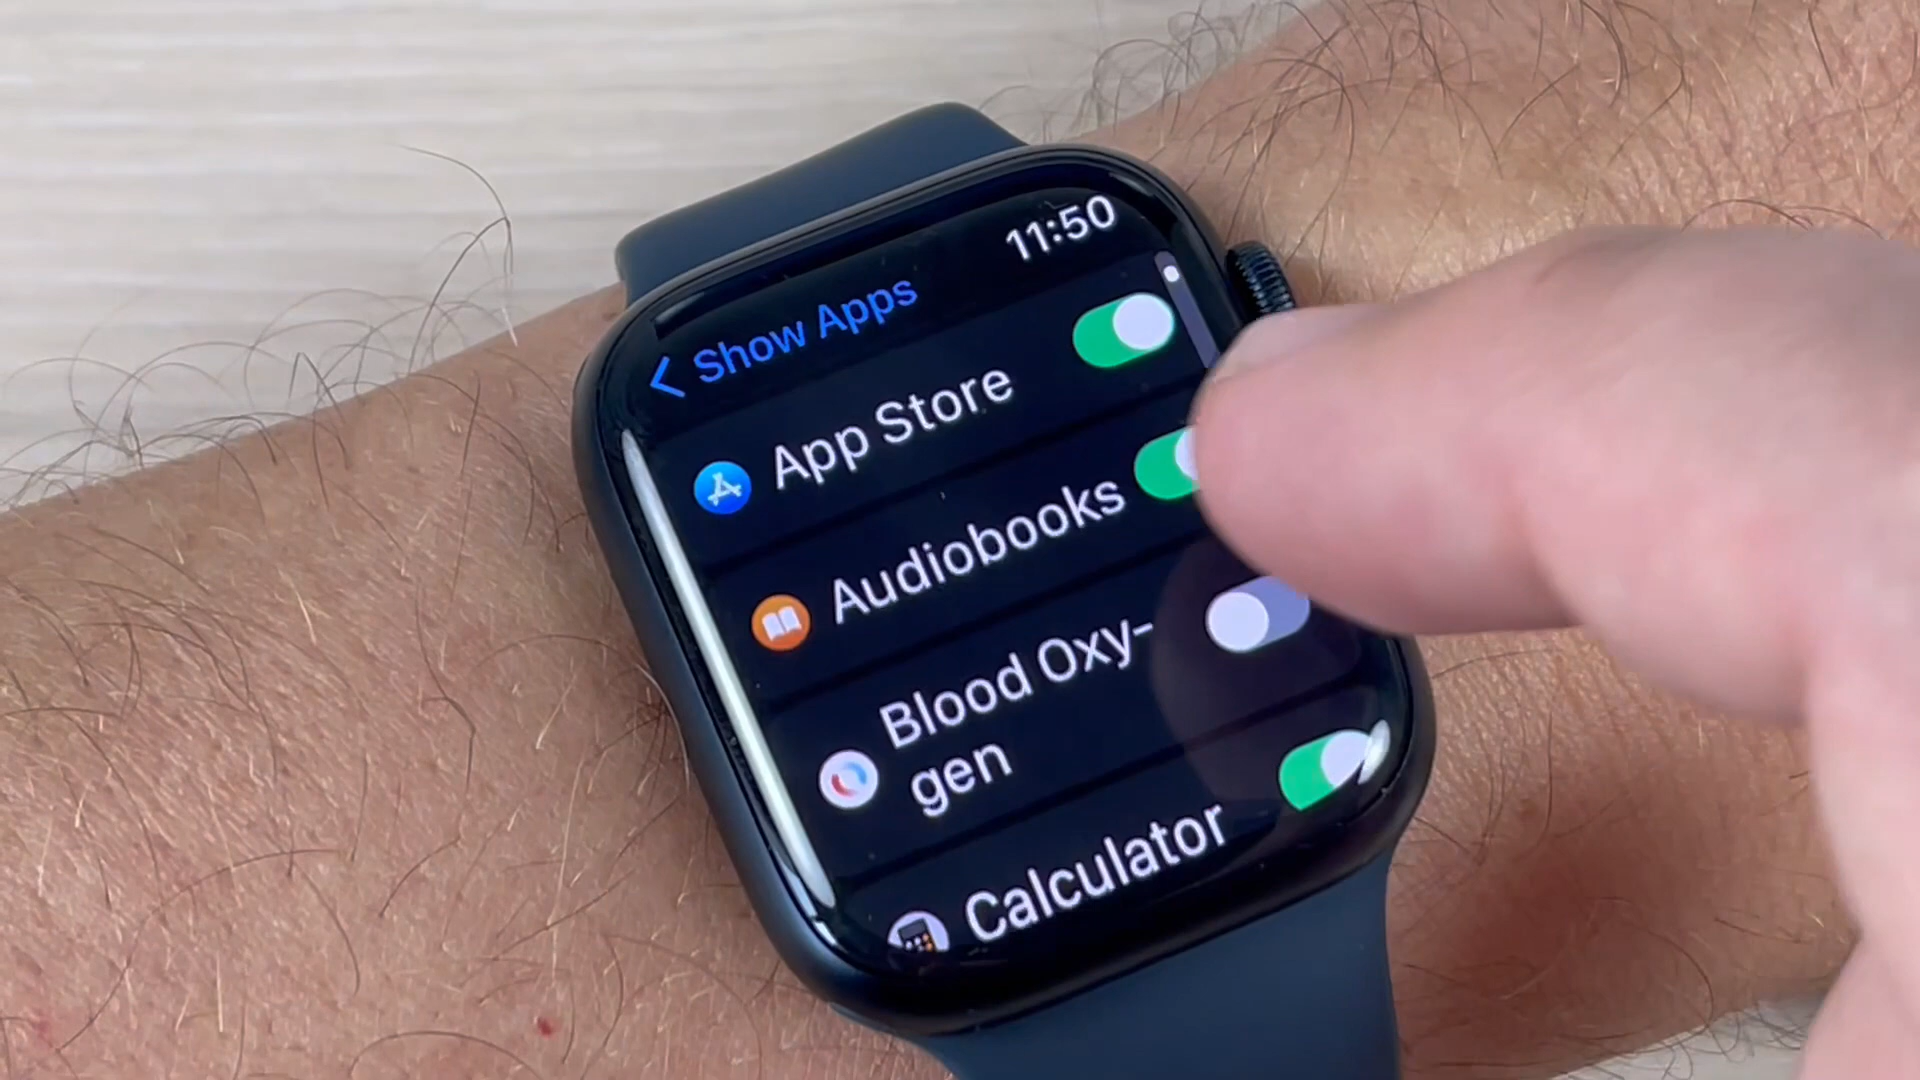 11:50
< Show Apps
App Store
Audiobooks
Blood Oxy-
gen
Calculator